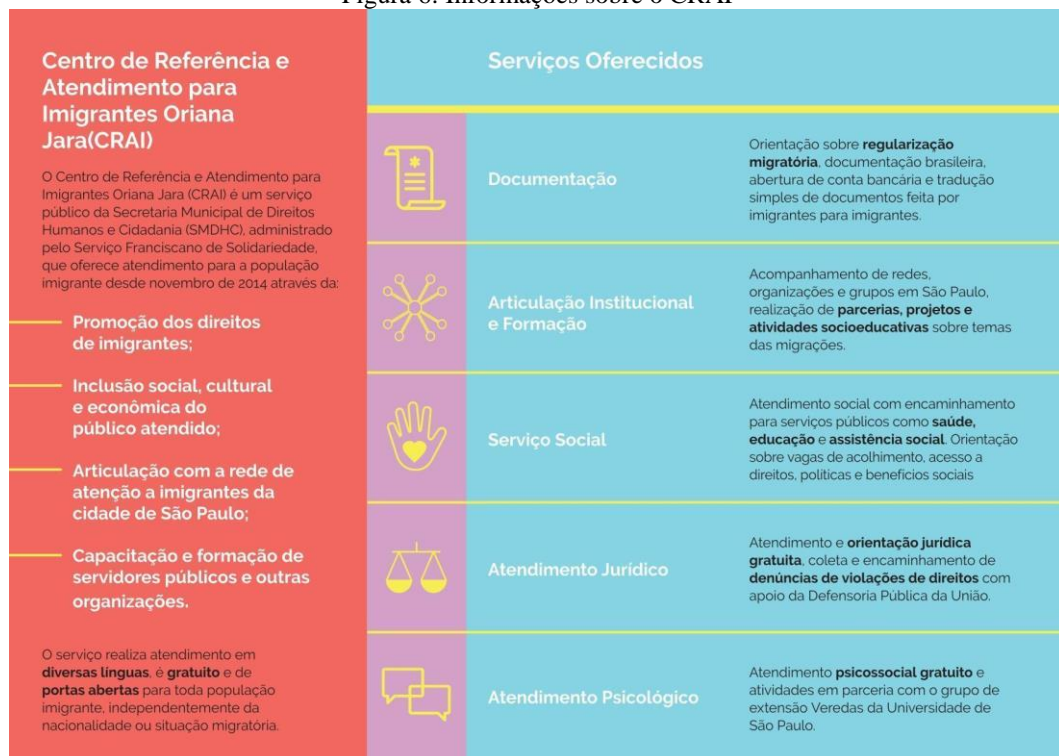 Figura 6: Informações sobre o CRAI
Centro de Referência e
Atendimento para
Imigrantes Oriana
Jara(CRAI)
O Centro de Referência e Atendimento para
Imigrantes Oriana Jara (CRAI) é um serviço
público da Secretaria Municipal de Direitos
Humanos e Cidadania (SMDHC), administrado
pelo Serviço Franciscano de Solidariedade,
que oferece atendimento para a população
imigrante desde novembro de 2014 através da:
Promoção dos direitos
de imigrantes;
Inclusão social, cultural
e econômica do
público atendido;
Articulação com a rede de
atenção a imigrantes da
cidade de São Paulo;
Capacitação e formação de
servidores públicos e outras
organizações.
O serviço realiza atendimento em
diversas línguas, é gratuito e de
portas abertas para toda população
imigrante, independentemente da
nacionalidade ou situação migratória.
Serviços Oferecidos
Documentação
Orientação sobre regularização
migratória, documentação brasileira,
abertura de conta bancária e tradução
simples de documentos feita por
imigrantes para imigrantes.
Articulação Institucional
e Formação
Acompanhamento de redes,
organizações e grupos em São Paulo,
realização de parcerias, projetos e
atividades socioeducativas sobre temas
das migrações.
Serviço Social
Atendimento social com encaminhamento
para serviços públicos como saúde,
educação e assistência social. Orientação
sobre vagas de acolhimento, acesso a
direitos, políticas e benefícios sociais
Atendimento Jurídico
Atendimento e orientação jurídica
gratuita, coleta e encaminhamento de
denúncias de violações de direitos com
apoio da Defensoria Pública da União.
Atendimento Psicológico
Atendimento psicossocial gratuito e
atividades em parceria com o grupo de
extensão Veredas da Universidade de
São Paulo.